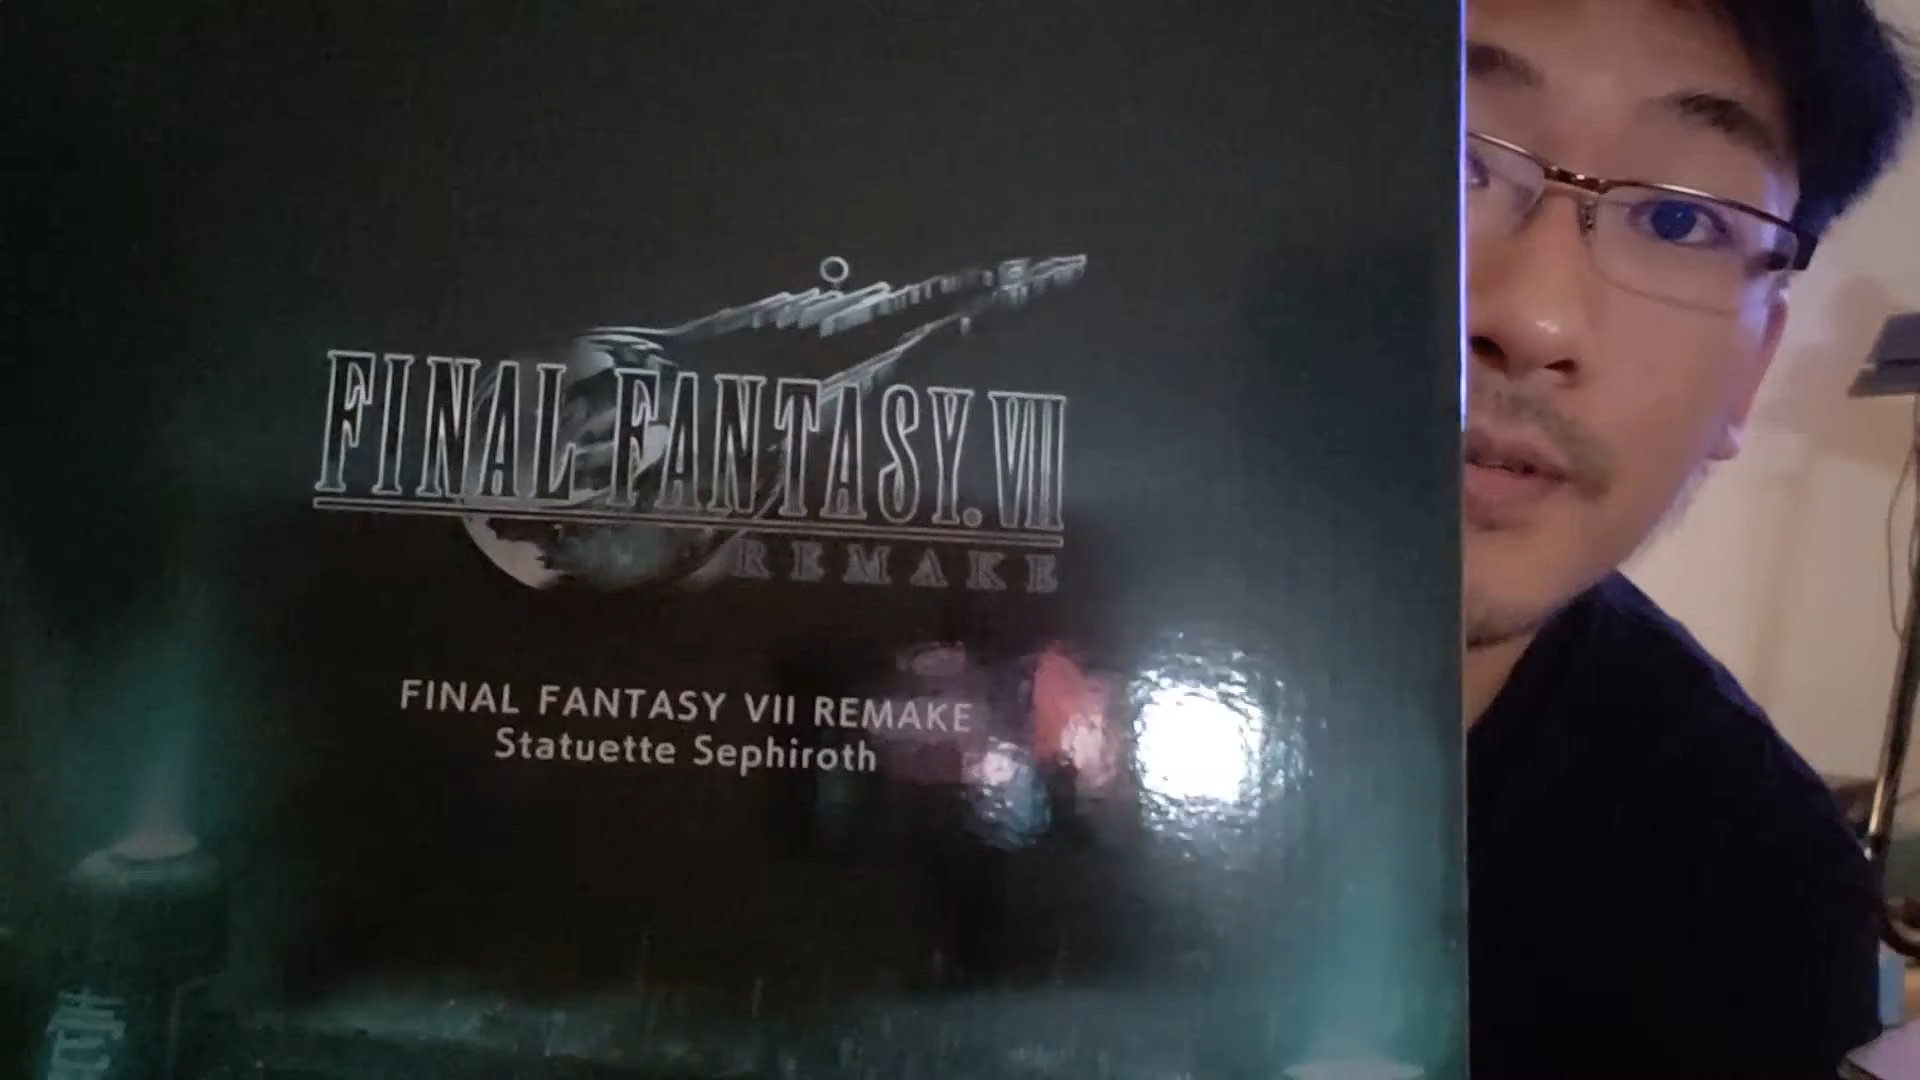 FINAL FANTASY. VII
REMAKE
FINAL FANTASY VII REMAKE
Statuette Sephiroth